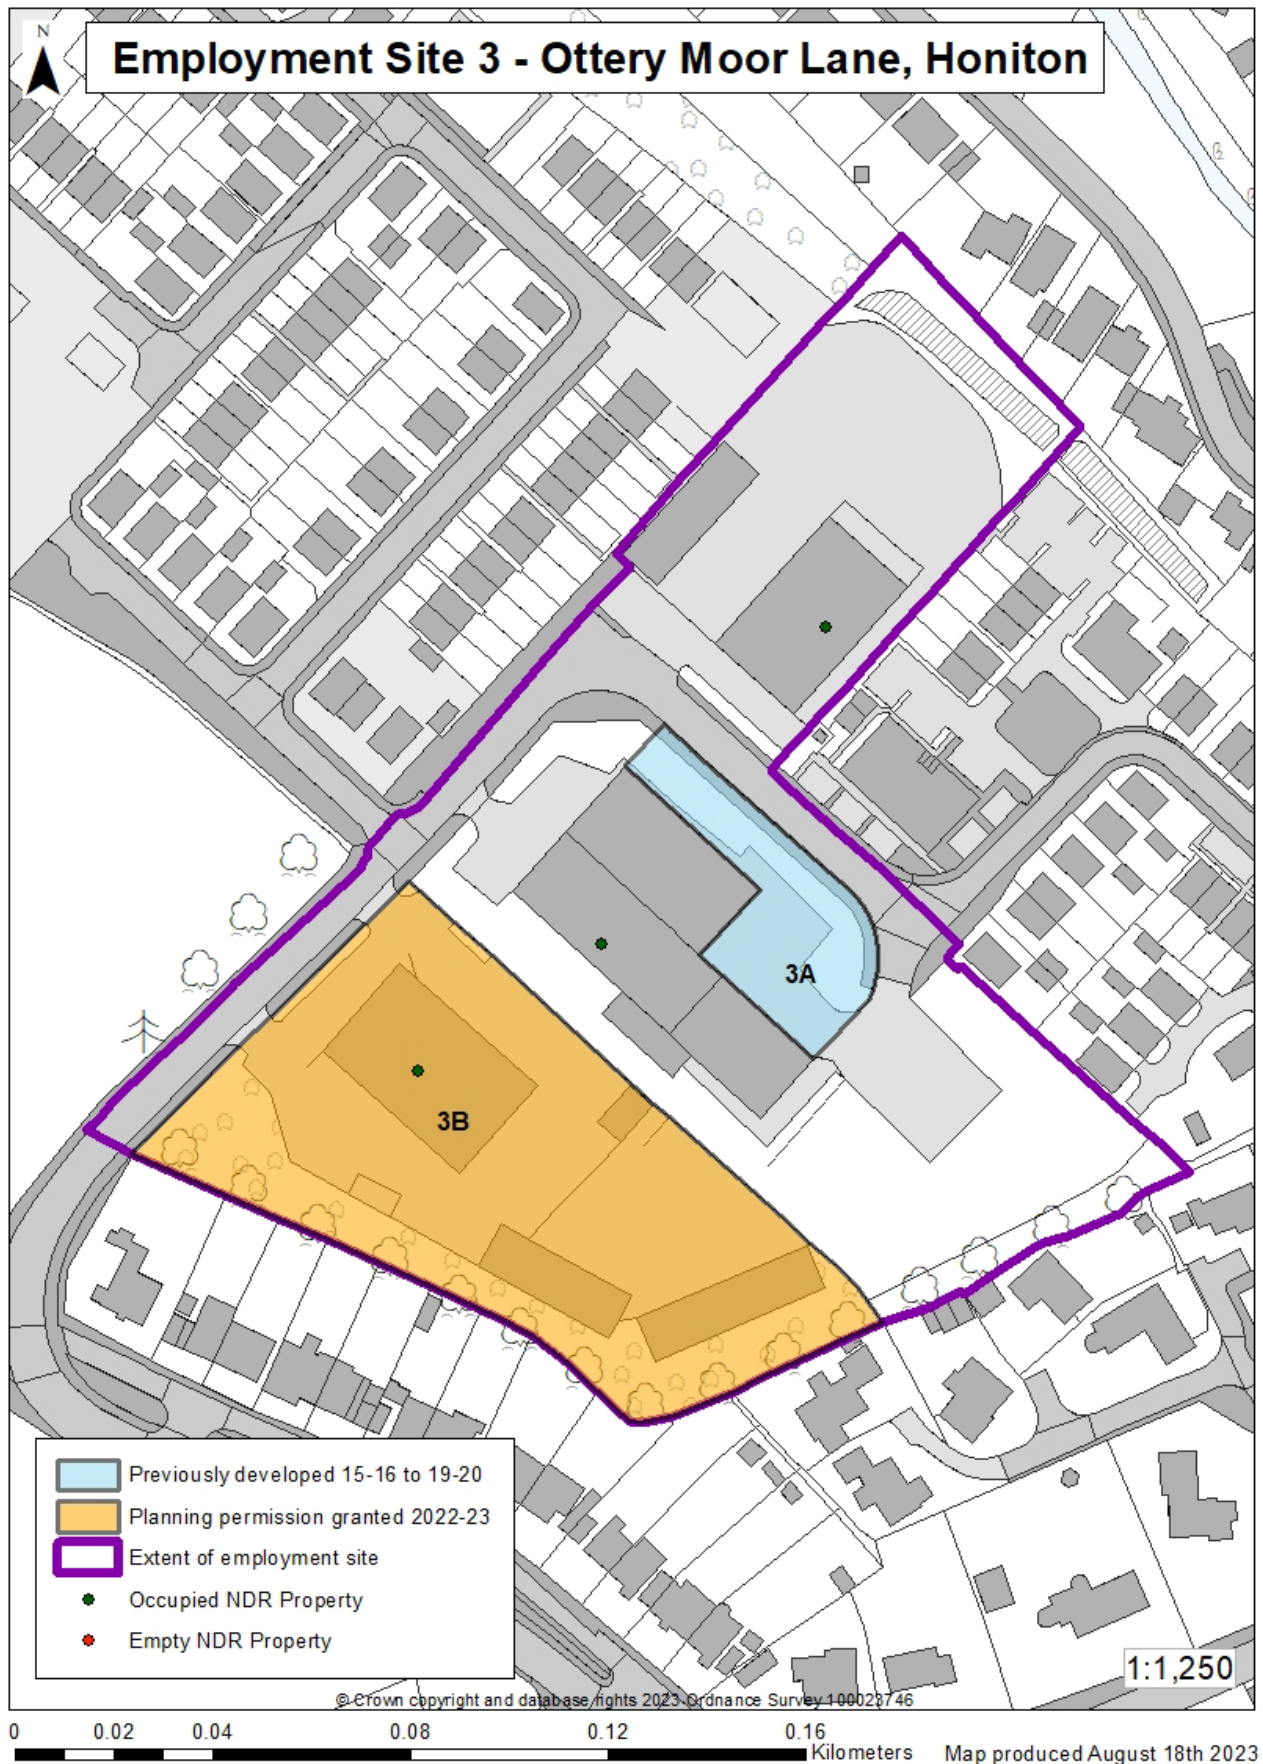 N
Employment Site 3 - Ottery Moor Lane, Honiton
3A
3B
Previously developed 15-16 to 19-20
Planning permission granted 2022-23
Extent of employment site
Occupied NDR Property
Empty NDR Property
1:1,250
© Crown copyright and database rights 2023 Ordnance Survey 100023746
0 0.02 0.04 0.08 0.12 0.16
Kilometers
Map produced August 18th 2023